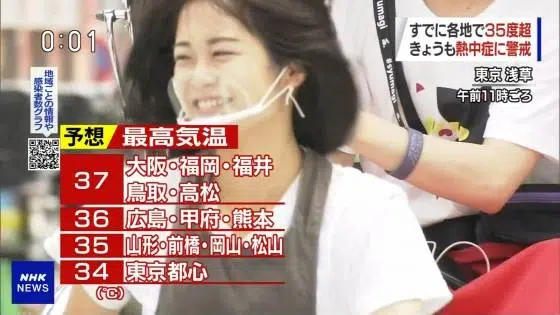 0:01
すでに各地で35度超
きょうも熱中症に警戒
東京 浅草
午前11時ごろ
地域ごとの情報や
感染者数グラフ
予想 最高気温
37 大阪・福岡・福井
鳥取・高松
36 広島・甲府・熊本
35 山形・前橋・岡山・松山
34 東京都心
(℃)
NHK
NEWS
yumagi